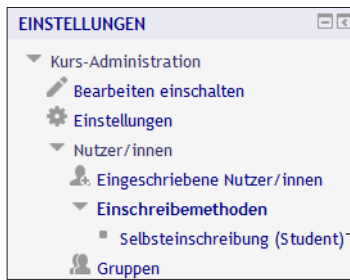 EINSTELLUNGEN
Kurs-Administration
Bearbeiten einschalten
Einstellungen
Nutzer/innen
Eingeschriebene Nutzer/innen
Einschreibemethoden
Selbsteinschreibung (Student)
Gruppen